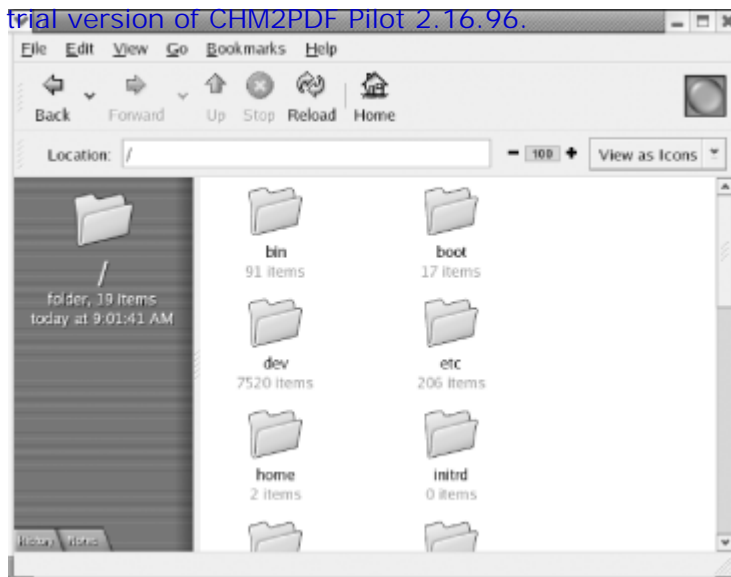 trial version of CHM2PDF Pilot 2.16.96.
File Edit View Go Bookmarks Help
Back Forward Up Stop Reload Home
Location: / 100 View as Icons
bin boot
91 items 17 items
/
folder, 19 items
today at 9:01:41 AM
dev etc
7520 items 206 items
home initrd
2 items 0 items
History Notes